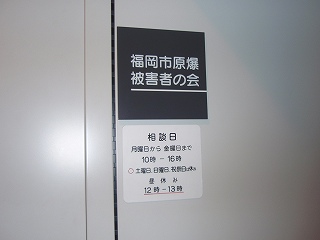 福岡市原爆
被害者の会
相談日
月曜日から金曜日まで
10時－16時
○土曜日、日曜日、祝祭日は休み
昼休み
12時－13時